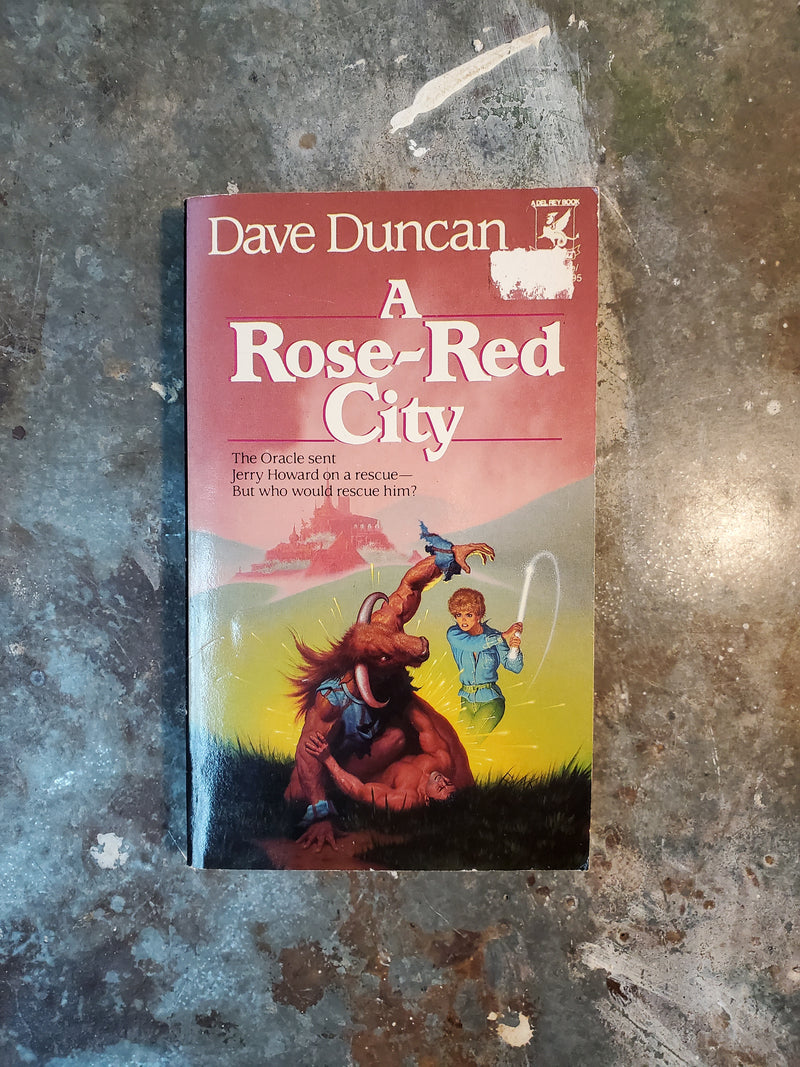 Dave Duncan
A DEL REY BOOK
A
Rose-Red
City
The Oracle sent
Jerry Howard on a rescue—
But who would rescue him?